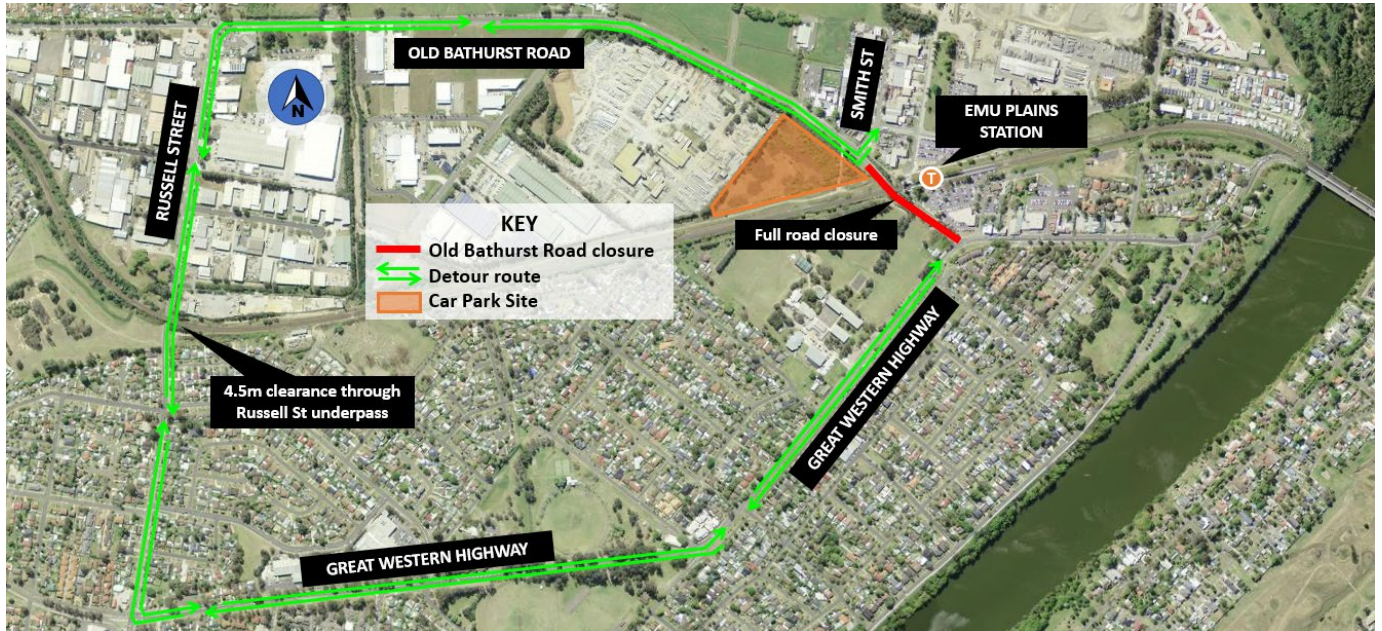 OLD BATHURST ROAD
SMITH ST
EMU PLAINS
STATION
RUSSELL STREET
N
T
KEY
Old Bathurst Road closure
Detour route
Car Park Site
Full road closure
4.5m clearance through
Russell St underpass
GREAT WESTERN HIGHWAY
GREAT WESTERN HIGHWAY